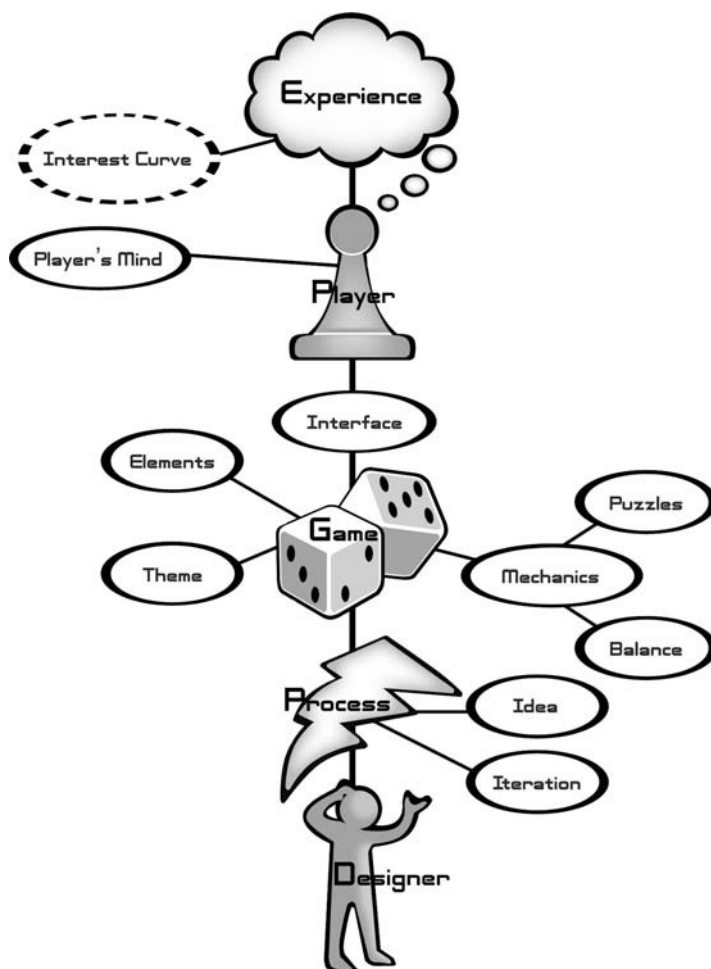 Experience
Interest Curve
Player's Mind
Player
Interface
Elements
Puzzles
Game
Theme
Mechanics
Balance
Process
Idea
Iteration
Designer